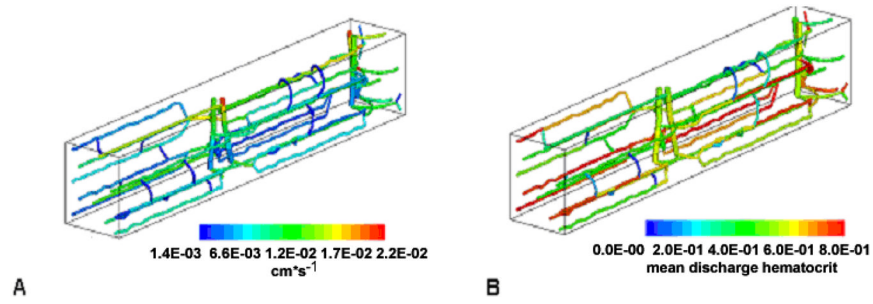 1.4E-03 6.6E-03 1.2E-02 1.7E-02 2.2E-02
cm*s-1
A
0.0E-00 2.0E-01 4.0E-01 6.0E-01 8.0E-01
mean discharge hematocrit
B